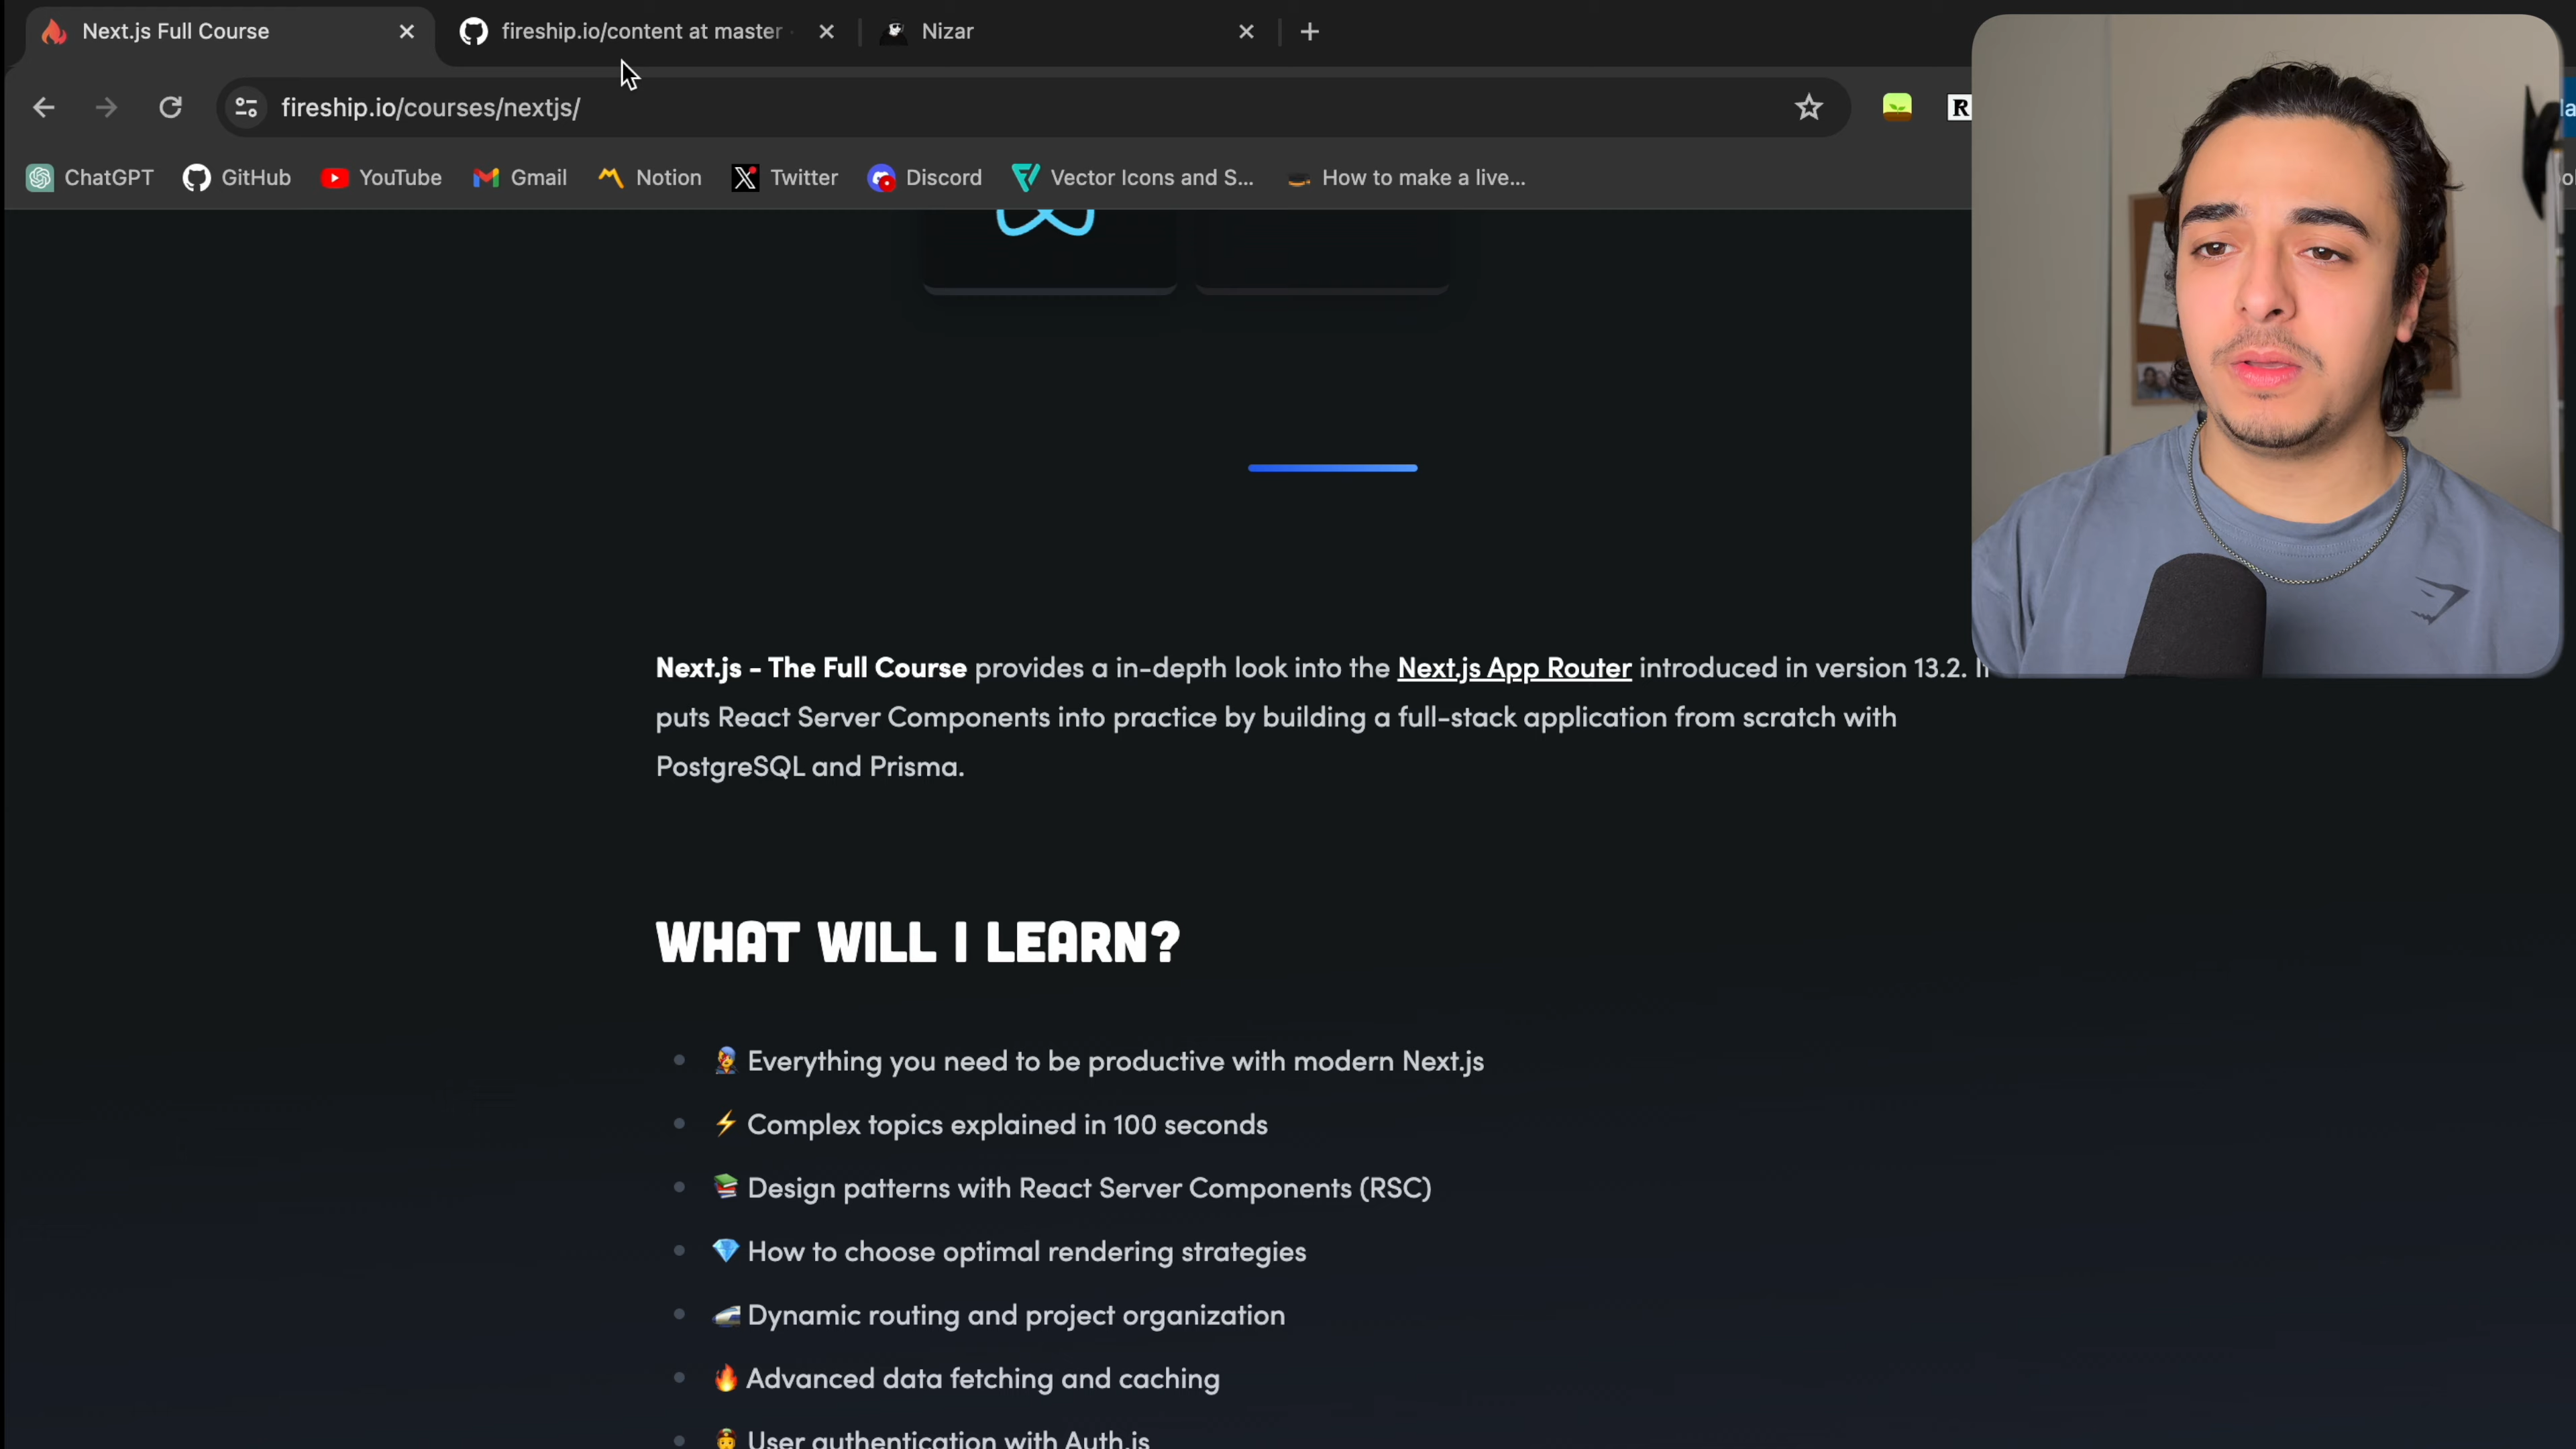 Next.js Full Course
fireship.io/content at master
Nizar
fireship.io/courses/nextjs/
R
ChatGPT
GitHub
YouTube
Gmail
Notion
Twitter
Discord
Vector Icons and S...
How to make a live...
Next.js - The Full Course provides a in-depth look into the Next.js App Router introduced in version 13.2.
puts React Server Components into practice by building a full-stack application from scratch with
PostgreSQL and Prisma.
WHAT WILL I LEARN?
Everything you need to be productive with modern Next.js
Complex topics explained in 100 seconds
Design patterns with React Server Components (RSC)
How to choose optimal rendering strategies
Dynamic routing and project organization
Advanced data fetching and caching
User authentication with Auth.js